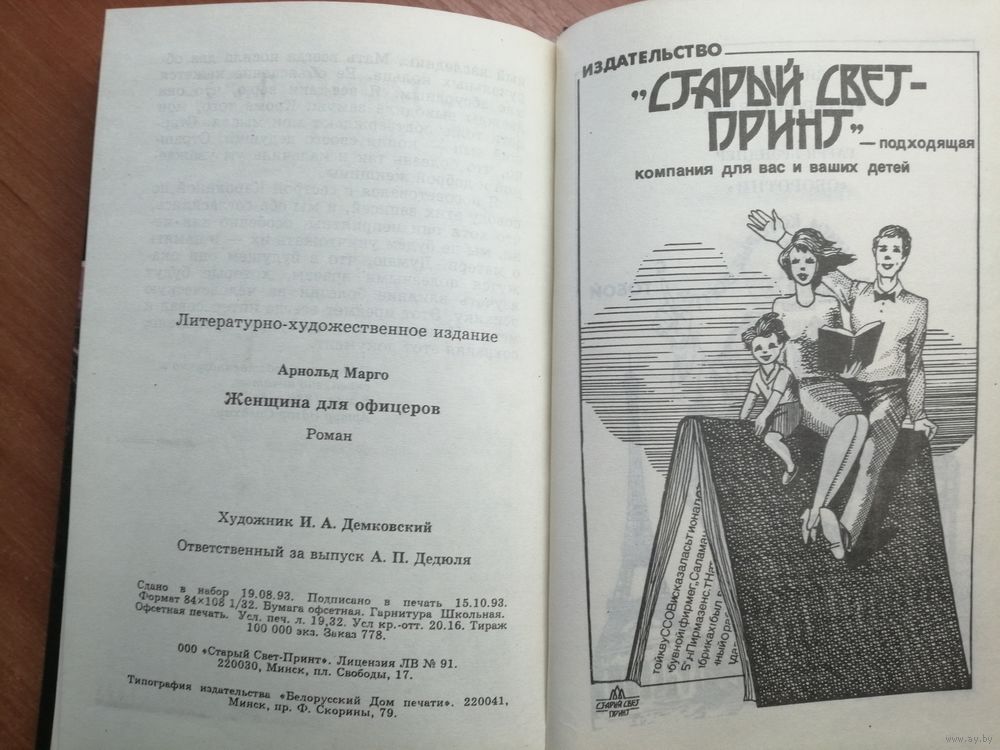 Литературно-художественное издание
Арнольд Марго
Женщина для офицеров
Роман
Художник И. А. Демковский
Ответственный за выпуск А. П. Дедюля
Сдано в набор 19.08.93. Подписано в печать 15.10.93.
Формат 84×108 1/32. Бумага офсетная. Гарнитура Школьная.
Офсетная печать. Усл. печ. л. 19,32. Усл кр.-отт. 20.16. Тираж
100 000 экз. Заказ 778.
ООО «Старый Свет-Принт». Лицензия ЛВ № 91.
220030, Минск, пл. Свободы, 17.
Типография издательства «Белорусский Дом печати». 220041,
Минск, пр. Ф. Скорины, 79.
ИЗДАТЕЛЬСТВО
"СТАРЫЙ СВЕТ-
ПРИНТ"
— подходящая
компания для вас и ваших детей
СТАРЫЙ СВЕТ
ПРИНТ
www.ay.by